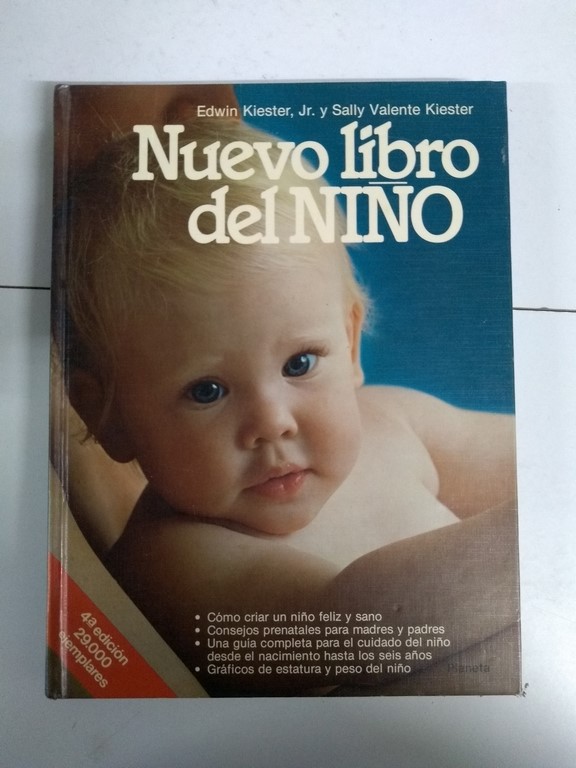 Edwin Kiester, Jr. y Sally Valente Kiester
Nuevo libro
del NIÑO
• Cómo criar un niño feliz y sano
• Consejos prenatales para madres y padres
• Una guía completa para el cuidado del niño
desde el nacimiento hasta los seis años
• Gráficos de estatura y peso del niño
Planeta
4a edición
29.000
ejemplares